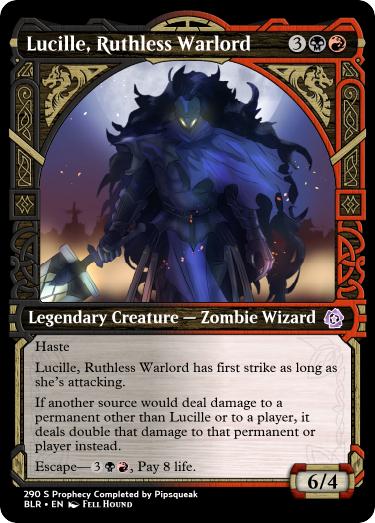 Lucille, Ruthless Warlord 3
Legendary Creature — Zombie Wizard
Haste
Lucille, Ruthless Warlord has first strike as long as
she's attacking.
If another source would deal damage to a
permanent other than Lucille or to a player, it
deals double that damage to that permanent or
player instead.
Escape—3, Pay 8 life.
6/4
290 S Prophecy Completed by Pipsqueak
BLR • EN Fell Hound